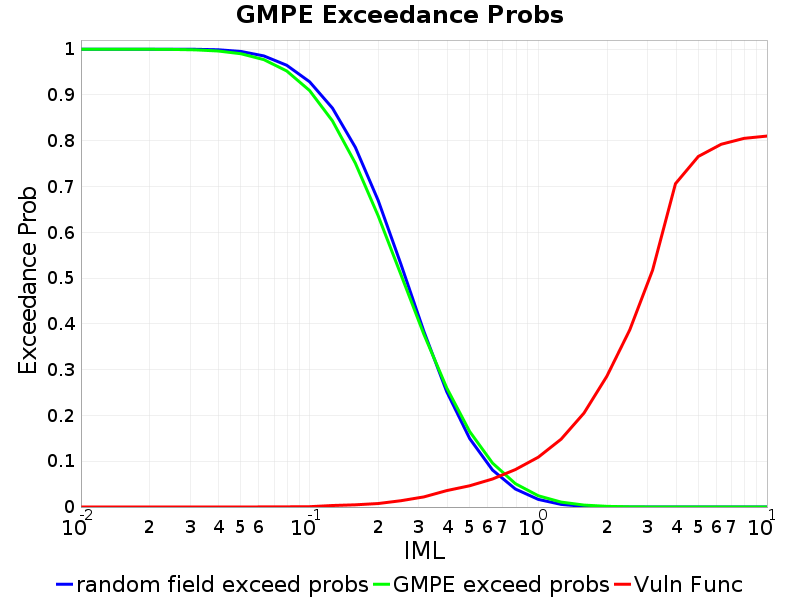 GMPE Exceedance Probs
Exceedance Prob
1
0.9
0.8
0.7
0.6
0.5
0.4
0.3
0.2
0.1
0
10^-2 2 3 4 5 6 10^-1 2 3 4 5 6 7 10^0 2 3 4 5 6 7 10^1
IML
random field exceed probs GMPE exceed probs Vuln Func